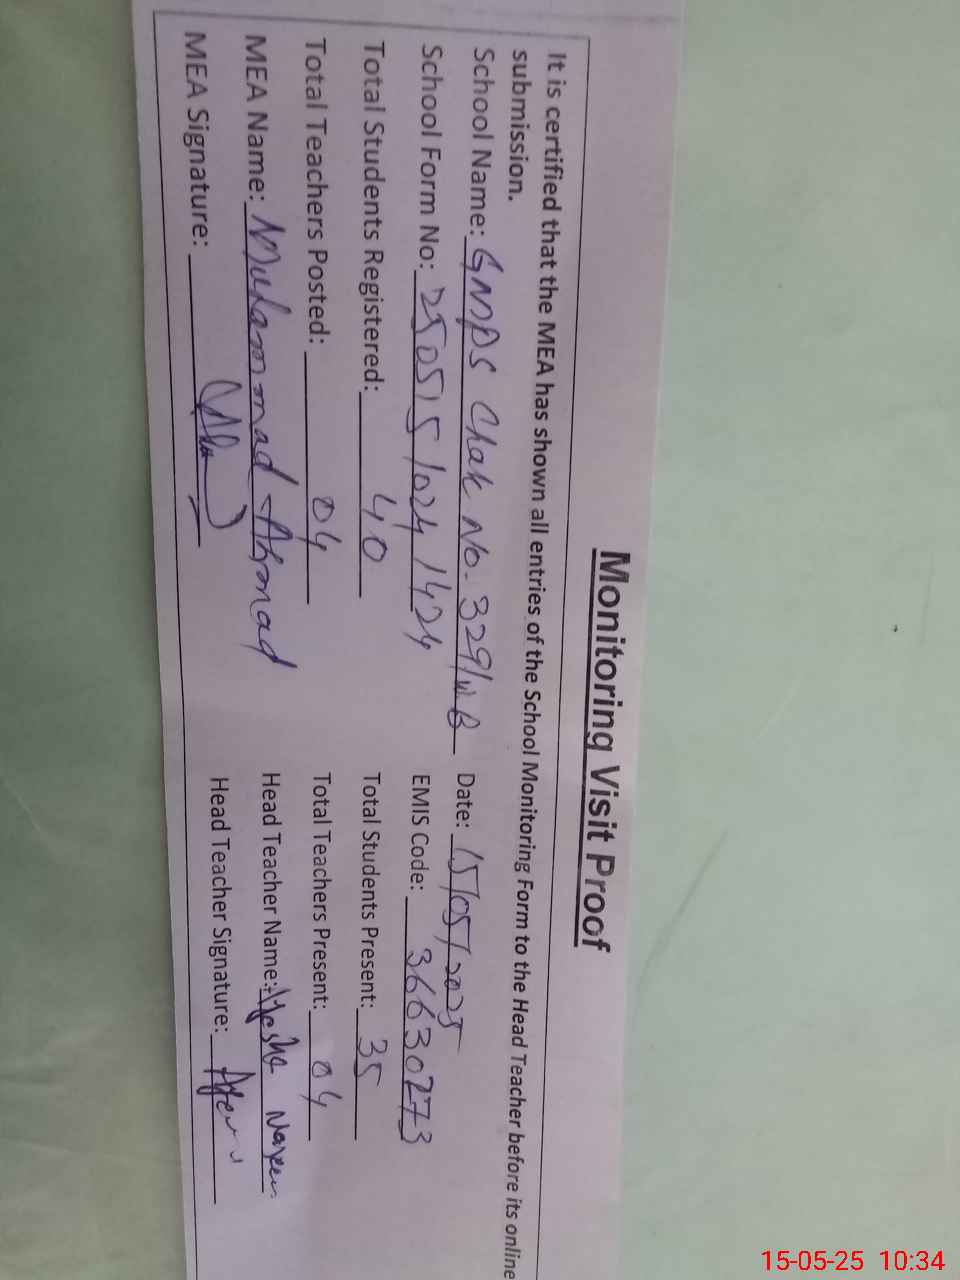 Monitoring Visit Proof
It is certified that the MEA has shown all entries of the School Monitoring Form to the Head Teacher before its online
submission.
School Name: GMPS Chak No. 329/W.B Date: 15/05/2025
School Form No: 250515/024/424 EMIS Code: 36630273
Total Students Registered: 40 Total Students Present: 35
Total Teachers Posted: 04 Total Teachers Present: 04
MEA Name: Muhammad Ahmad Head Teacher Name:
MEA Signature: Head Teacher Signature:
15-05-25 10:34